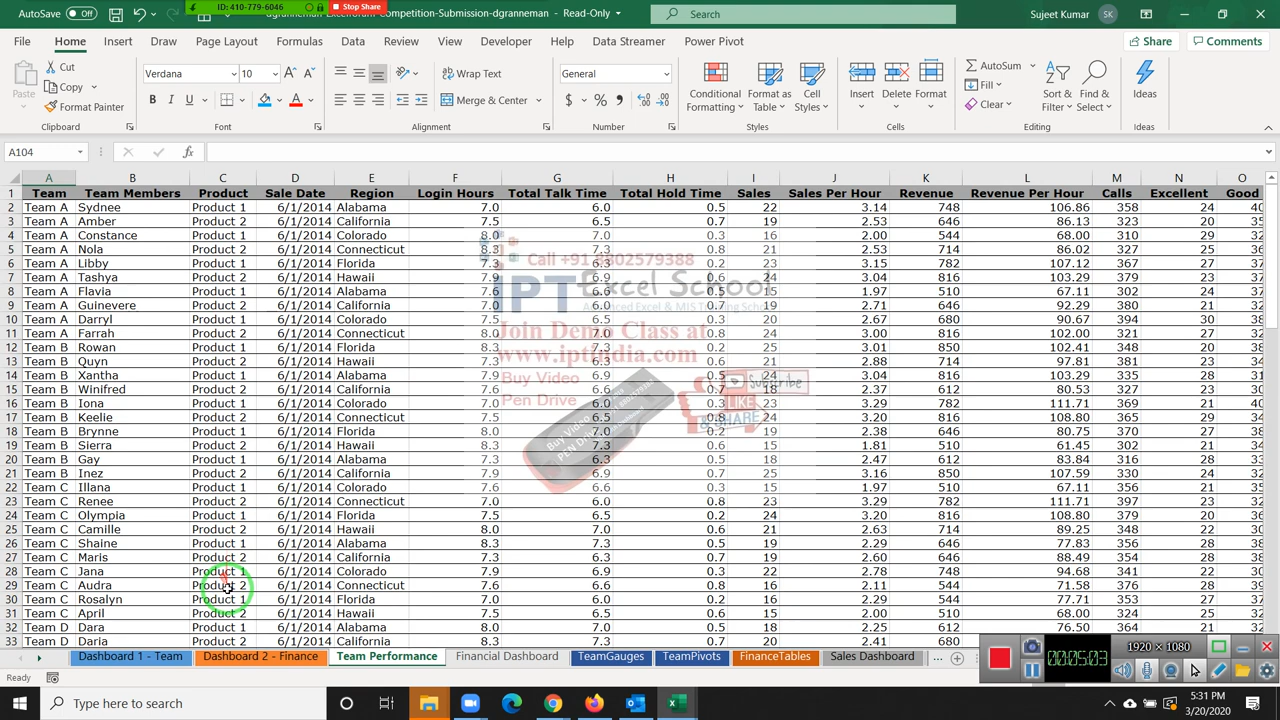 AutoSave Off dgranneman-ExcelForum-Competition-Submission-dgranneman - Read-Only Search Sujeet Kumar SK
ID: 410-779-6046 Stop Share
File Home Insert Draw Page Layout Formulas Data Review View Developer Help Data Streamer Power Pivot Share Comments
Paste Cut Copy Format Painter Verdana 10 B I U A Wrap Text Merge & Center General $ % Conditional Formatting Format as Table Cell Styles Insert Delete Format AutoSum Fill Clear Sort & Filter Find & Select Ideas
Clipboard Font Alignment Number Styles Cells Editing Ideas
A104 fx
A B C D E F G H I J K L M N O
1 Team Team Members Product Sale Date Region Login Hours Total Talk Time Total Hold Time Sales Sales Per Hour Revenue Revenue Per Hour Calls Excellent Good
2 Team A Sydnee Product 1 6/1/2014 Alabama 7.0 6.0 0.5 22 3.14 748 106.86 358 24 40
3 Team A Amber Product 2 6/1/2014 California 7.5 6.5 0.7 19 2.53 646 86.13 323 20 35
4 Team A Constance Product 1 6/1/2014 Colorado 8.0 7.0 0.3 16 2.00 544 68.00 310 29 32
5 Team A Nola Product 2 6/1/2014 Connecticut 8.3 7.3 0.8 21 2.53 714 86.02 327 25 36
6 Team A Libby Product 1 6/1/2014 Florida 7.3 6.3 0.2 23 3.15 782 107.12 367 27 37
7 Team A Tashya Product 2 6/1/2014 Hawaii 7.9 6.9 0.6 24 3.04 816 103.29 379 27 34
8 Team A Flavia Product 1 6/1/2014 Alabama 7.6 6.6 0.5 15 1.97 510 67.11 302 28 37
9 Team A Guinevere Product 2 6/1/2014 California 7.0 6.0 0.7 19 2.71 646 92.29 380 21 32
10 Team A Darryl Product 1 6/1/2014 Colorado 7.5 6.5 0.3 20 2.67 680 90.67 394 30 38
11 Team A Farrah Product 2 6/1/2014 Connecticut 8.0 7.0 0.8 24 3.00 816 102.00 321 27 32
12 Team B Rowan Product 1 6/1/2014 Florida 8.3 7.3 0.2 25 3.01 850 102.41 348 20 38
13 Team B Quyn Product 2 6/1/2014 Hawaii 7.3 6.3 0.6 21 2.88 714 97.81 381 23 34
14 Team B Xantha Product 1 6/1/2014 Alabama 7.9 6.9 0.5 24 3.04 816 103.29 375 28 31
15 Team B Winifred Product 2 6/1/2014 California 7.6 6.6 0.7 18 2.37 612 80.53 323 23 30
16 Team B Iona Product 1 6/1/2014 Colorado 7.0 6.0 0.3 23 3.29 782 111.71 369 21 40
17 Team B Keelie Product 2 6/1/2014 Connecticut 7.5 6.5 0.8 24 3.20 816 108.80 365 29 34
18 Team B Brynne Product 1 6/1/2014 Florida 8.0 7.0 0.2 19 2.38 646 80.75 370 27 32
19 Team B Sierra Product 2 6/1/2014 Hawaii 8.3 7.3 0.6 15 1.81 510 61.45 302 24 32
20 Team B Gay Product 1 6/1/2014 Alabama 7.3 6.3 0.5 18 2.47 612 83.84 316 28 33
21 Team B Inez Product 2 6/1/2014 California 7.9 6.9 0.7 25 3.16 850 107.59 330 24 32
22 Team C Illana Product 1 6/1/2014 Colorado 7.6 6.6 0.3 15 1.97 510 67.11 356 21 35
23 Team C Renee Product 2 6/1/2014 Connecticut 7.0 6.0 0.8 23 3.29 782 111.71 397 23 32
24 Team C Olympia Product 1 6/1/2014 Florida 7.5 6.5 0.2 24 3.20 816 108.80 379 20 36
25 Team C Camille Product 2 6/1/2014 Hawaii 8.0 7.0 0.6 21 2.63 714 89.25 348 22 30
26 Team C Shaine Product 1 6/1/2014 Alabama 8.3 7.3 0.5 19 2.29 646 77.83 356 28 34
27 Team C Maris Product 2 6/1/2014 California 7.3 6.3 0.7 19 2.60 646 88.49 354 26 37
28 Team C Jana Product 1 6/1/2014 Colorado 7.9 6.9 0.3 22 2.78 748 94.68 341 23 34
29 Team C Audra Product 2 6/1/2014 Connecticut 7.6 6.6 0.8 16 2.11 544 71.58 376 28 39
30 Team C Rosalyn Product 1 6/1/2014 Florida 7.0 6.0 0.2 16 2.29 544 77.71 353 27 37
31 Team C April Product 2 6/1/2014 Hawaii 7.5 6.5 0.6 15 2.00 510 68.00 324 25 34
32 Team D Dara Product 1 6/1/2014 Alabama 8.0 7.0 0.5 18 2.25 612 76.50 364 21 32
33 Team D Daria Product 2 6/1/2014 California 8.3 7.3 0.7 20 2.41 680
Call +91 8802579388
IPT Excel School
Advanced Excel & MIS Training School
Join Demo Class at
www.iptindia.com
Buy Video
Pen Drive
Buy Video
PEN Drive
Subscribe
LIKE
& SHARE
Dashboard 1 - Team Dashboard 2 - Finance Team Performance Financial Dashboard TeamGauges TeamPivots FinanceTables Sales Dashboard ...
1920 × 1080
00:05:03
Ready
Type here to search
5:31 PM
3/20/2020